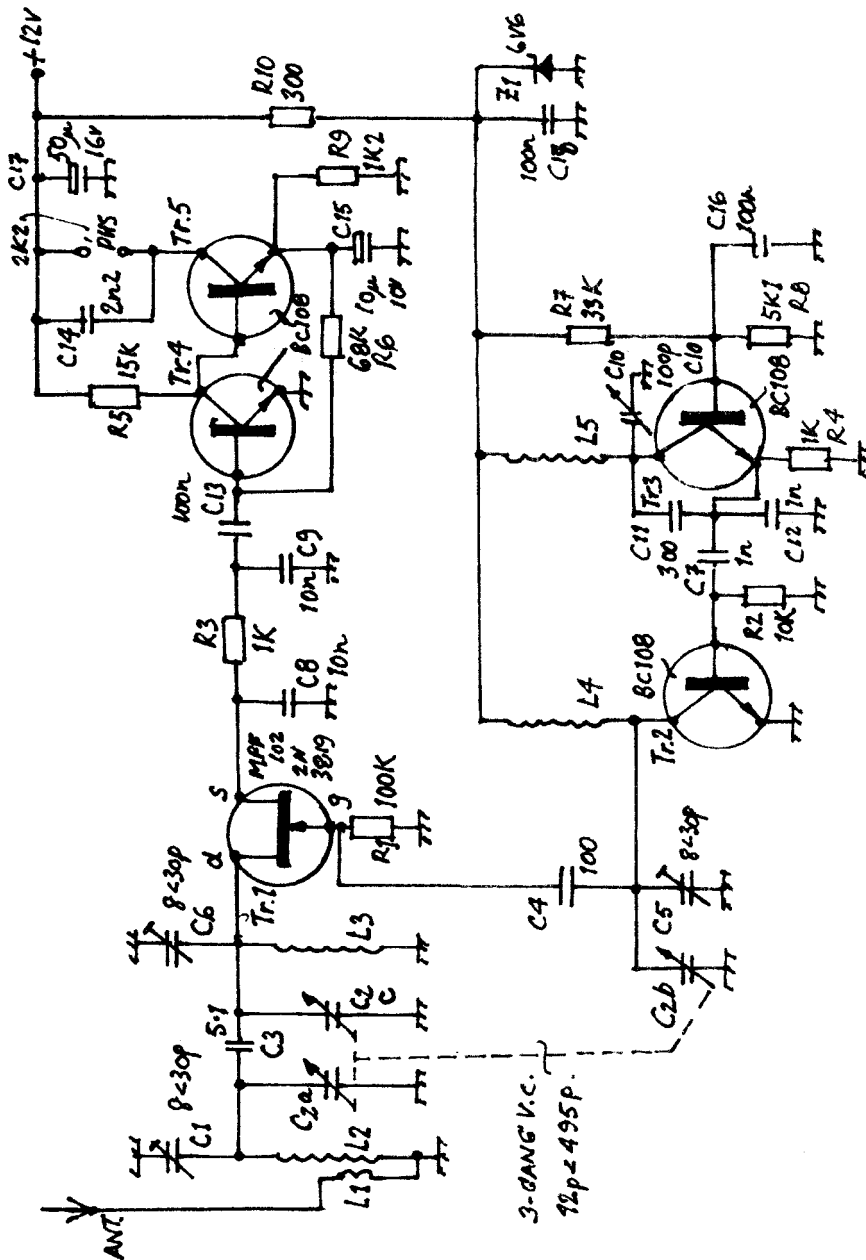 ANT.
L1
L2
C1
8<30p
C2a
C3
5.1
C2
C
C6
8<30p
L3
3-GANG V.C.
12p<495p.
Tr.1
d
S
g
MPF
102
2N
3819
R1
100K
C4
100
C2b
C5
8<30p
C8
10n
R3
1K
C9
10n
C13
100n
R5
15K
Tr.4
BC108
C14
2n2
2K2
PHS
Tr.5
68K
R6
C15
10µ
10V
R9
1K2
C17
50µ
16V
+12V
R10
300
L4
Tr.2
BC108
R2
10K
C7
1n
C11
300
C12
1n
L5
Tr3
C10
100p
C10
BC108
R4
1K
R7
33K
5K1
R8
C16
100n
100n
C18
Z1
6V6